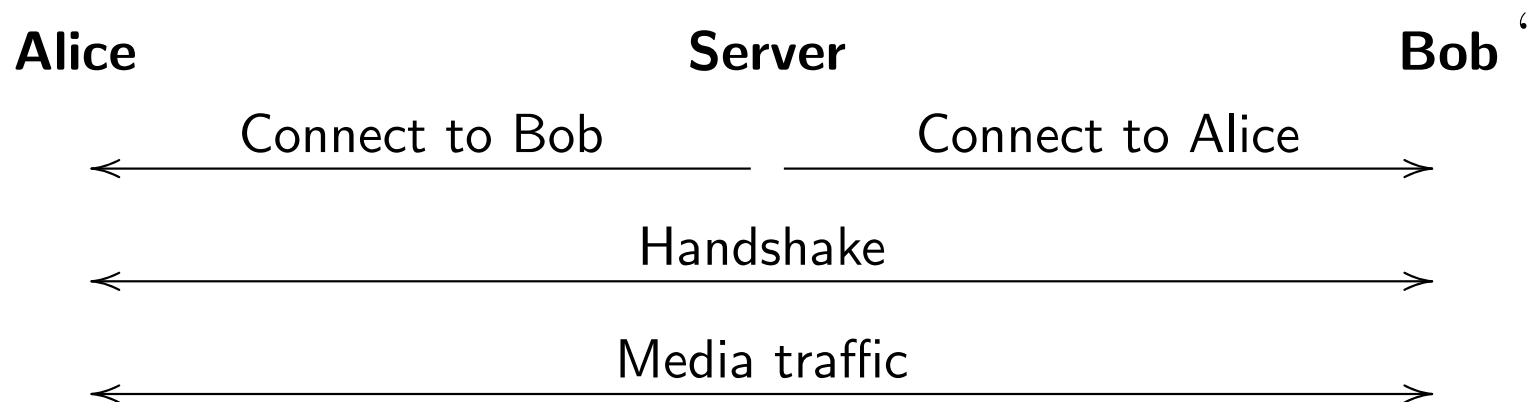 Alice Server Bob ‘
Connect to Bob Connect to Alice
Handshake
Media traffic